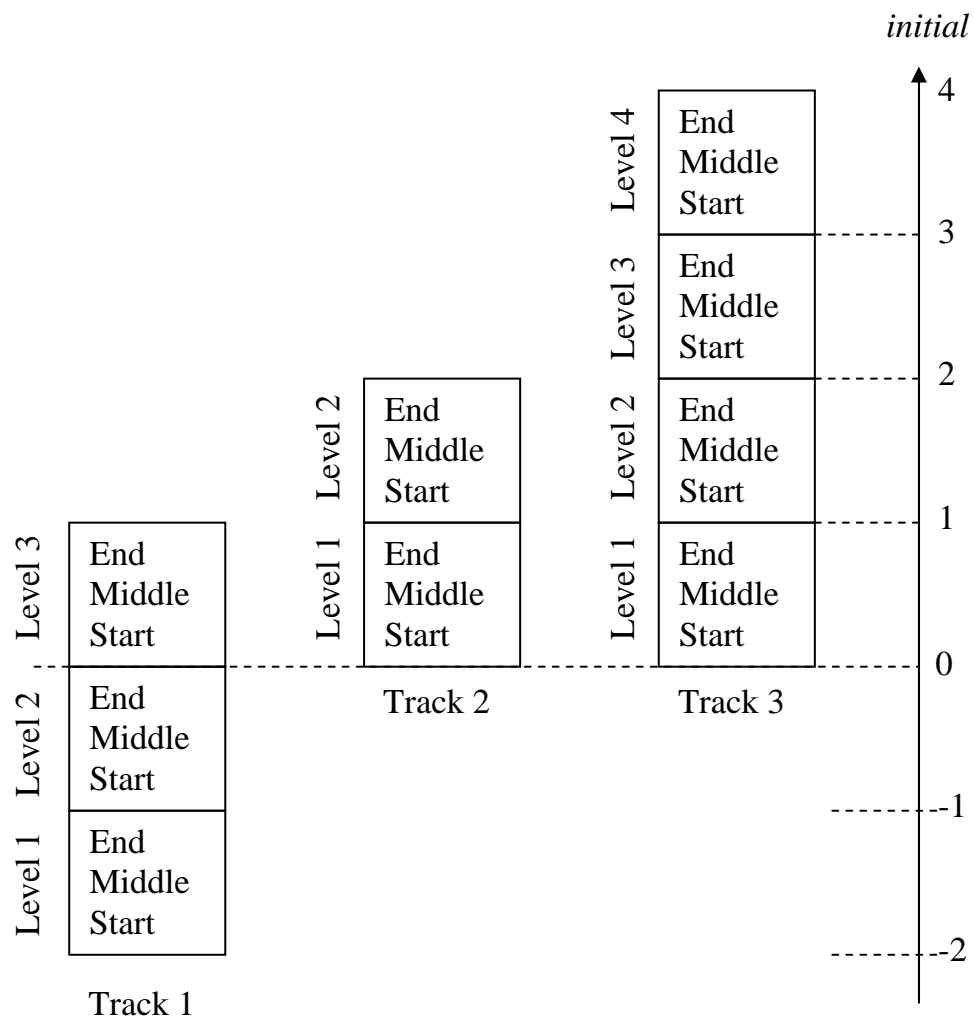 initial
4
End
Middle
Start
Level 4
3
End
Middle
Start
Level 3
2
End
Middle
Start
Level 2
End
Middle
Start
Level 2
1
End
Middle
Start
Level 3
End
Middle
Start
Level 1
End
Middle
Start
Level 1
0
Track 2
Track 3
End
Middle
Start
Level 2
-1
End
Middle
Start
Level 1
-2
Track 1